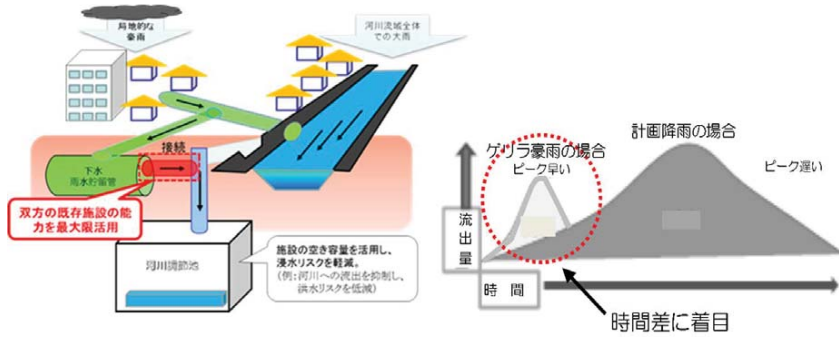 局地的な
豪雨
河川流域全体
での大雨
接続
下水
雨水貯留管
双方の既存施設の能
力を最大限活用
河川調節池
施設の空き容量を活用し、
浸水リスクを軽減。
（例：河川への流出を抑制し、
洪水リスクを低減）
計画降雨の場合
ゲリラ豪雨の場合
ピーク早い
ピーク遅い
流出量
時　間
時間差に着目